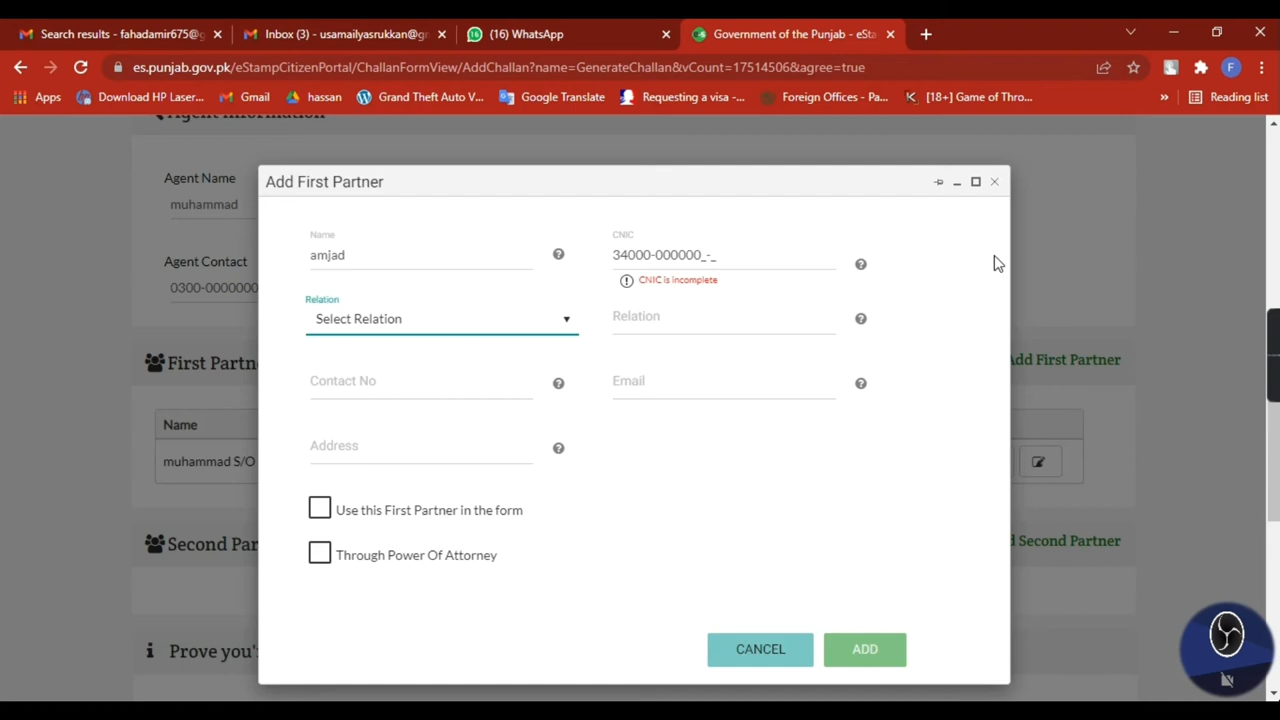 Search results - fahadamir675@g
Inbox (3) - usamailyasrukkan@gr
(16) WhatsApp
Government of the Punjab - eSta
es.punjab.gov.pk/eStampCitizenPortal/ChallanFormView/AddChallan?name=GenerateChallan&vCount=17514506&agree=true
F
Apps
Download HP Laser...
Gmail
hassan
Grand Theft Auto V...
Google Translate
Requesting a visa -...
Foreign Offices - Pa...
[18+] Game of Thro...
»
Reading list
Agent Information
Agent Name
muhammad
Agent Contact
0300-0000000
First Partn
Add First Partner
Name
muhammad S/O
Second Par
d Second Partner
Prove you'
Add First Partner
Name
amjad
CNIC
34000-000000_-_
CNIC is incomplete
Relation
Select Relation
Relation
Contact No
Email
Address
Use this First Partner in the form
Through Power Of Attorney
CANCEL
ADD